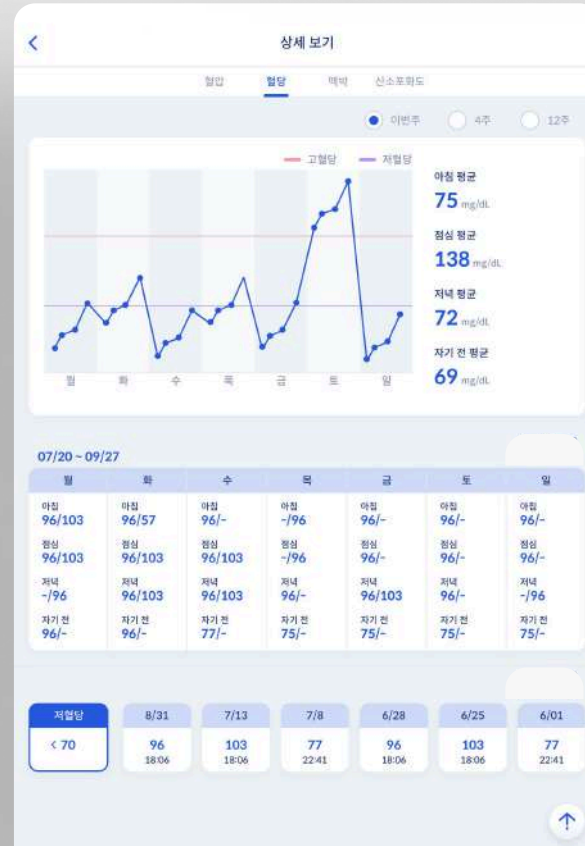 상세 보기
혈압 혈당 맥박 산소포화도
이번주 4주 12주
고혈당 저혈당
아침 평균
75 mg/dL
점심 평균
138 mg/dL
저녁 평균
72 mg/dL
자기 전 평균
69 mg/dL
월 화 수 목 금 토 일
07/20 ~ 09/27
월 화 수 목 금 토 일
아침 아침 아침 아침 아침 아침 아침
96/103 96/57 96/- -/96 96/- 96/- 96/-
점심 점심 점심 점심 점심 점심 점심
96/103 96/103 96/103 -/96 96/- 96/- 96/-
저녁 저녁 저녁 저녁 저녁 저녁 저녁
-/96 96/103 96/103 96/- 96/103 96/- -/96
자기 전 자기 전 자기 전 자기 전 자기 전 자기 전 자기 전
96/- 96/- 77/- 75/- 75/- 75/- 75/-
저혈당 8/31 7/13 7/8 6/28 6/25 6/01
< 70 96 103 77 96 103 77
18:06 18:06 22:41 18:06 18:06 22:41